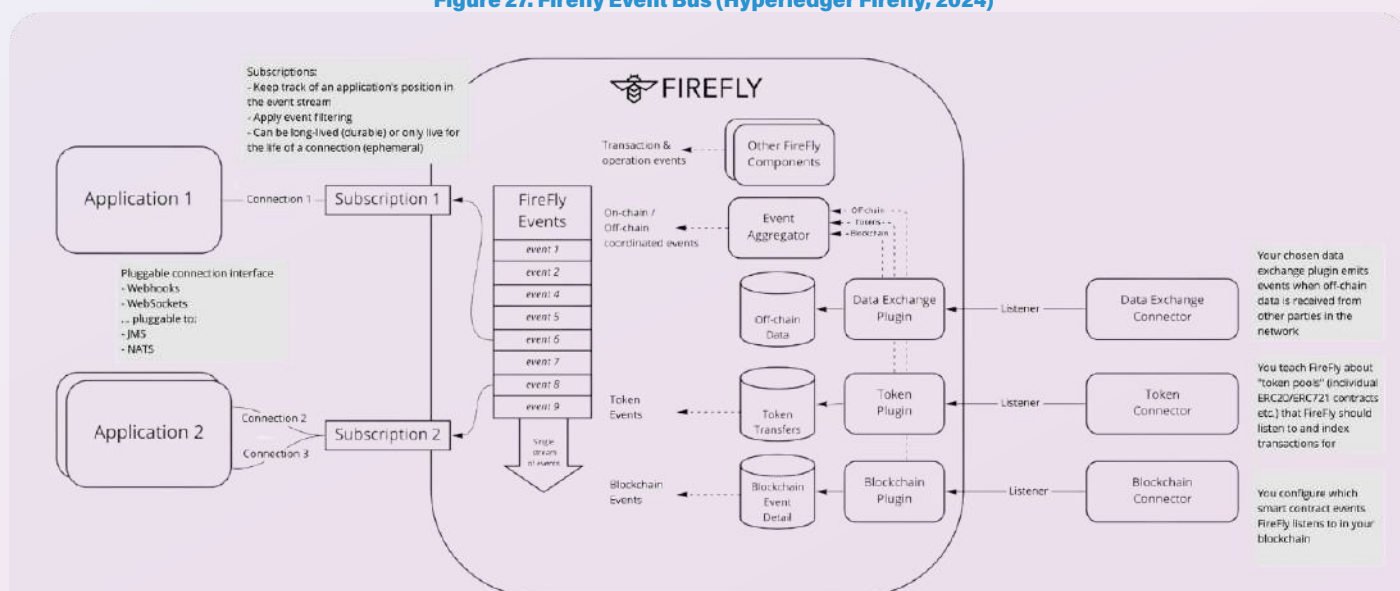 Figure 27. Firefly Event Bus (Hyperledger Firefly, 2024)
Subscriptions:
- Keep track of an application's position in
the event stream
- Apply event filtering
- Can be long-lived (durable) or only live for
the life of a connection (ephemeral)
FIREFLY
Application 1
Connection 1
Subscription 1
Pluggable connection interface
- Webhooks
- WebSockets
... pluggable to:
- JMS
- NATS
Application 2
Connection 2
Connection 3
Subscription 2
FireFly
Events
event 1
event 2
event 4
event 5
event 6
event 7
event 8
event 9
Single
stream
of events
Transaction &
operation events
Other FireFly
Components
On-chain /
Off-chain
coordinated events
Event
Aggregator
Off-chain
Tokens
Blockchain
Off-chain
Data
Data Exchange
Plugin
Listener
Data Exchange
Connector
Your chosen data
exchange plugin emits
events when off-chain
data is received from
other parties in the
network
Token
Events
Token
Transfers
Token
Plugin
Listener
Token
Connector
You teach FireFly about
"token pools" (individual
ERC20/ERC721 contracts
etc.) that FireFly should
listen to and index
transactions for
Blockchain
Events
Blockchain
Event
Detail
Blockchain
Plugin
Listener
Blockchain
Connector
You configure which
smart contract events
FireFly listens to in your
blockchain